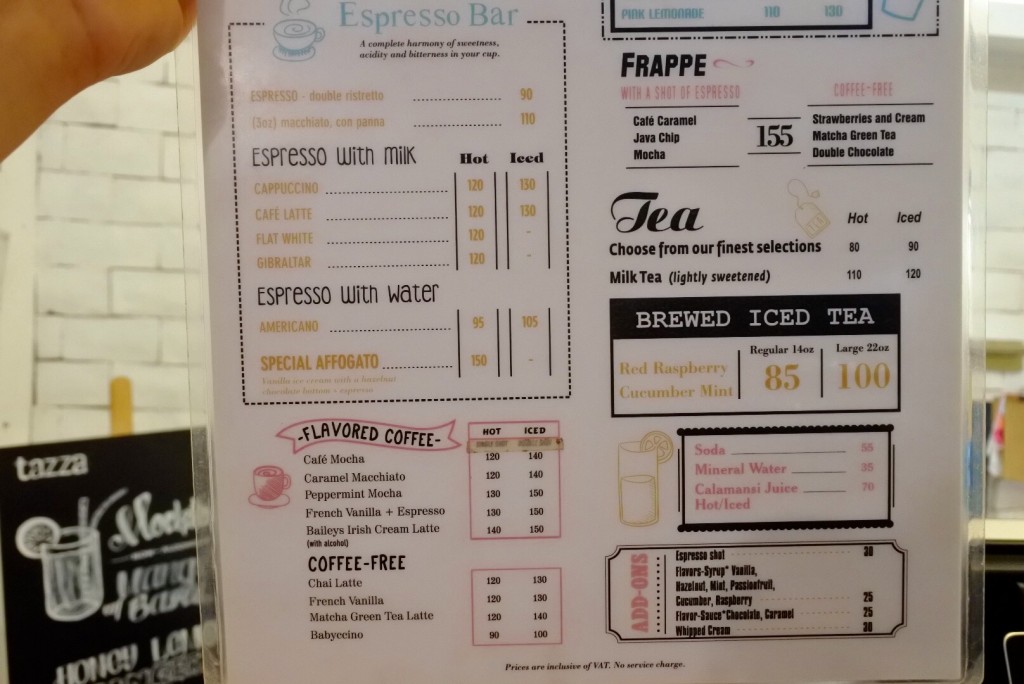 Espresso Bar
A complete harmony of sweetness,
acidity and bitterness in your cup.
ESPRESSO - double ristretto 90
(3oz) macchiato, con panna 110
Espresso with milk Hot Iced
CAPPUCCINO 120 130
CAFÉ LATTE 120 130
FLAT WHITE 120 -
GIBRALTAR 120 -
Espresso with water
AMERICANO 95 105
SPECIAL AFFOGATO 150 -
Vanilla ice cream with a hazelnut
chocolate bottom + espresso
-FLAVORED COFFEE- HOT ICED
Café Mocha 120 140
Caramel Macchiato 120 140
Peppermint Mocha 130 150
French Vanilla + Espresso 130 150
Baileys Irish Cream Latte 140 150
(with alcohol)
COFFEE-FREE
Chai Latte 120 130
French Vanilla 120 130
Matcha Green Tea Latte 120 140
Babyccino 90 100
PINK LEMONADE 110 130
FRAPPE
WITH A SHOT OF ESPRESSO COFFEE-FREE
Café Caramel 155 Strawberries and Cream
Java Chip Matcha Green Tea
Mocha Double Chocolate
Tea Hot Iced
Choose from our finest selections 80 90
Milk Tea (lightly sweetened) 110 120
BREWED ICED TEA
Regular 14oz Large 22oz
Red Raspberry 85 100
Cucumber Mint
Soda 55
Mineral Water 35
Calamansi Juice 70
Hot/Iced
ADD-ONS
Espresso shot 30
Flavors-Syrup* Vanilla,
Hazelnut, Mint, Passionfruit,
Cucumber, Raspberry 25
Flavor-Sauce*Chocolate, Caramel 25
Whipped Cream 30
Prices are inclusive of VAT. No service charge.
tazza